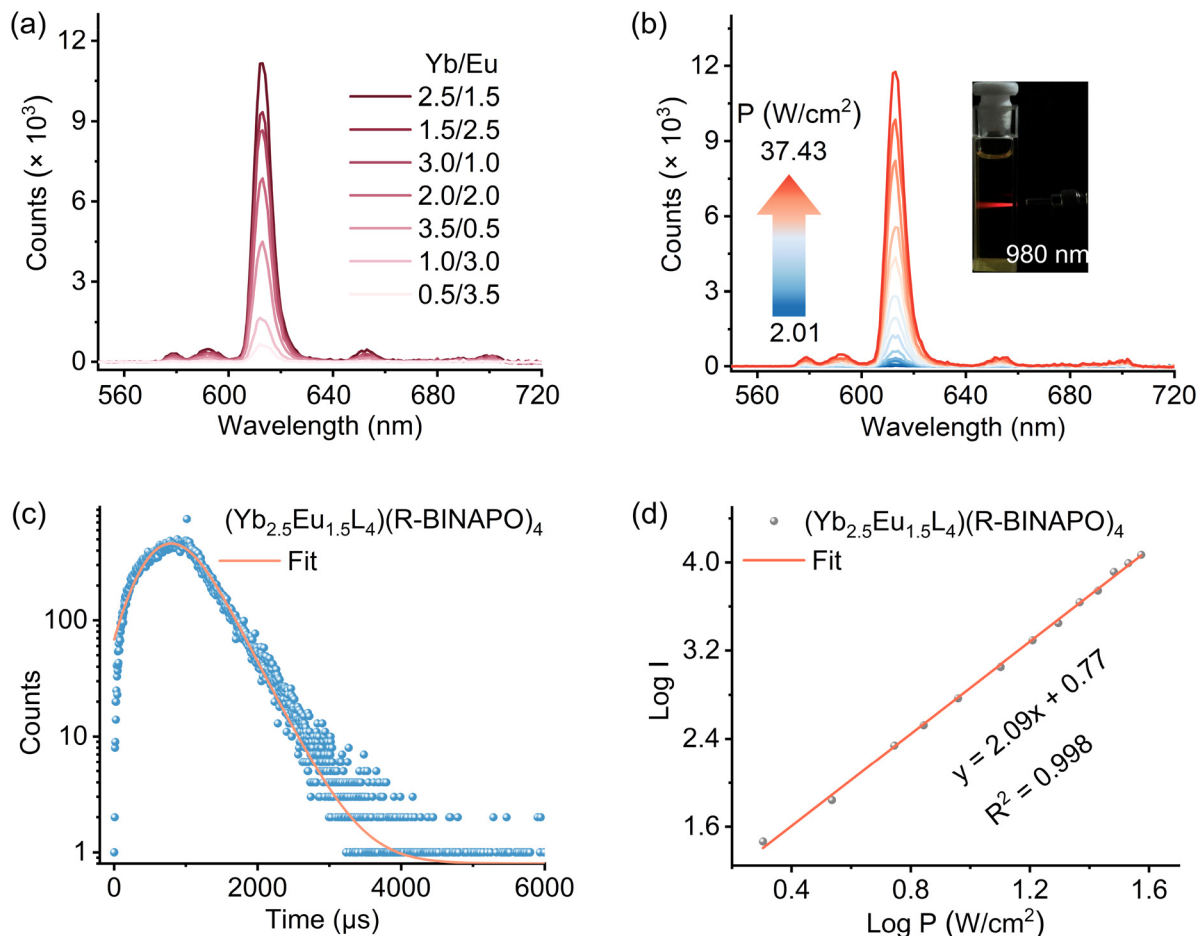 (a)
Counts (× 10³)
12
9
6
3
0
560
600
640
680
720
Wavelength (nm)
Yb/Eu
2.5/1.5
1.5/2.5
3.0/1.0
2.0/2.0
3.5/0.5
1.0/3.0
0.5/3.5
(b)
Counts (× 10³)
12
9
6
3
0
560
600
640
680
720
Wavelength (nm)
P (W/cm²)
37.43
2.01
980 nm
(c)
Counts
100
10
1
0
2000
4000
6000
Time (µs)
(Yb₂.₅Eu₁.₅L₄)(R-BINAPO)₄
Fit
(d)
Log I
4.0
3.2
2.4
1.6
0.4
0.8
1.2
1.6
Log P (W/cm²)
(Yb₂.₅Eu₁.₅L₄)(R-BINAPO)₄
Fit
y = 2.09x + 0.77
R² = 0.998